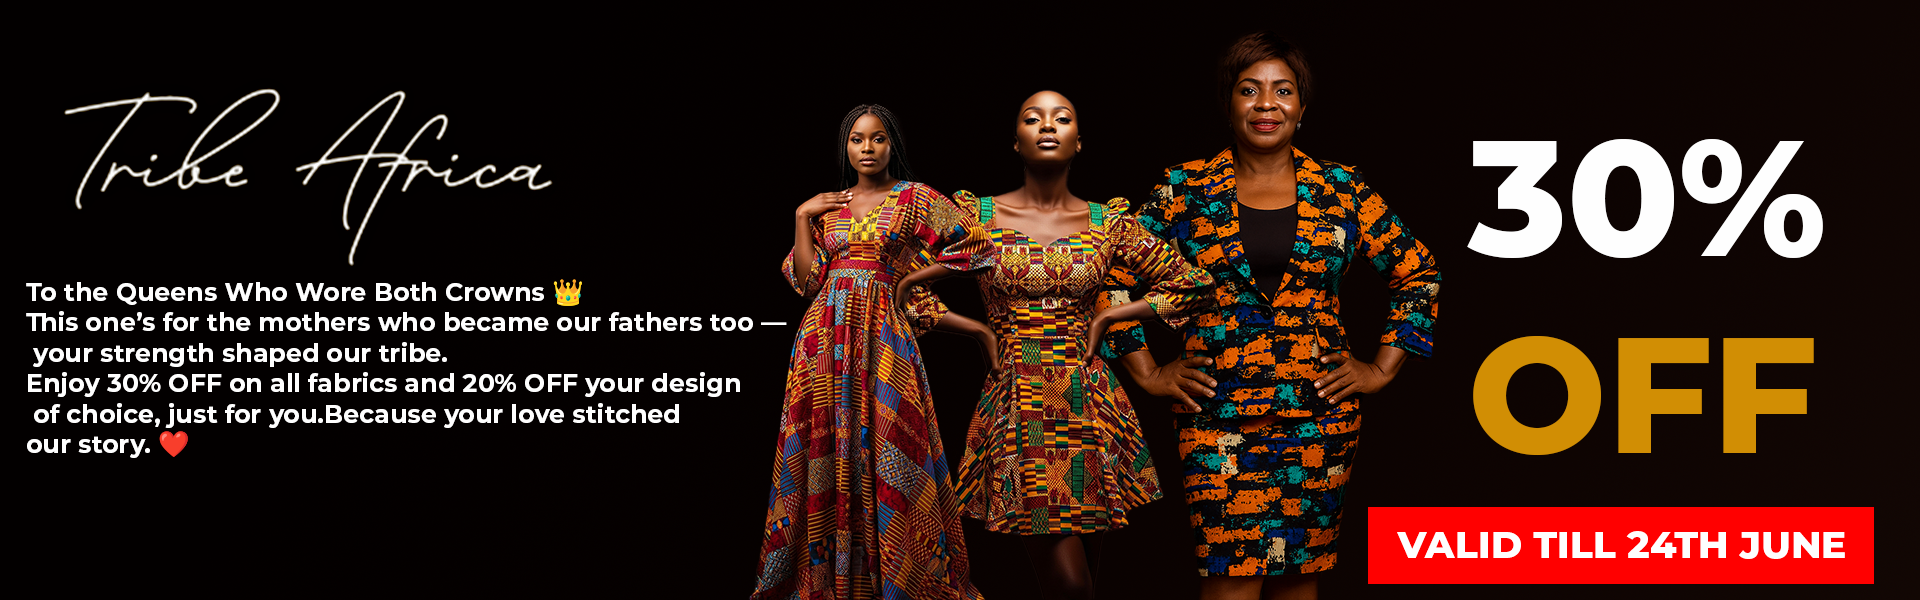 Tribe Africa
To the Queens Who Wore Both Crowns 👑
This one’s for the mothers who became our fathers too —
your strength shaped our tribe.
Enjoy 30% OFF on all fabrics and 20% OFF your design
of choice, just for you.Because your love stitched
our story. ❤️
30%
OFF
VALID TILL 24TH JUNE